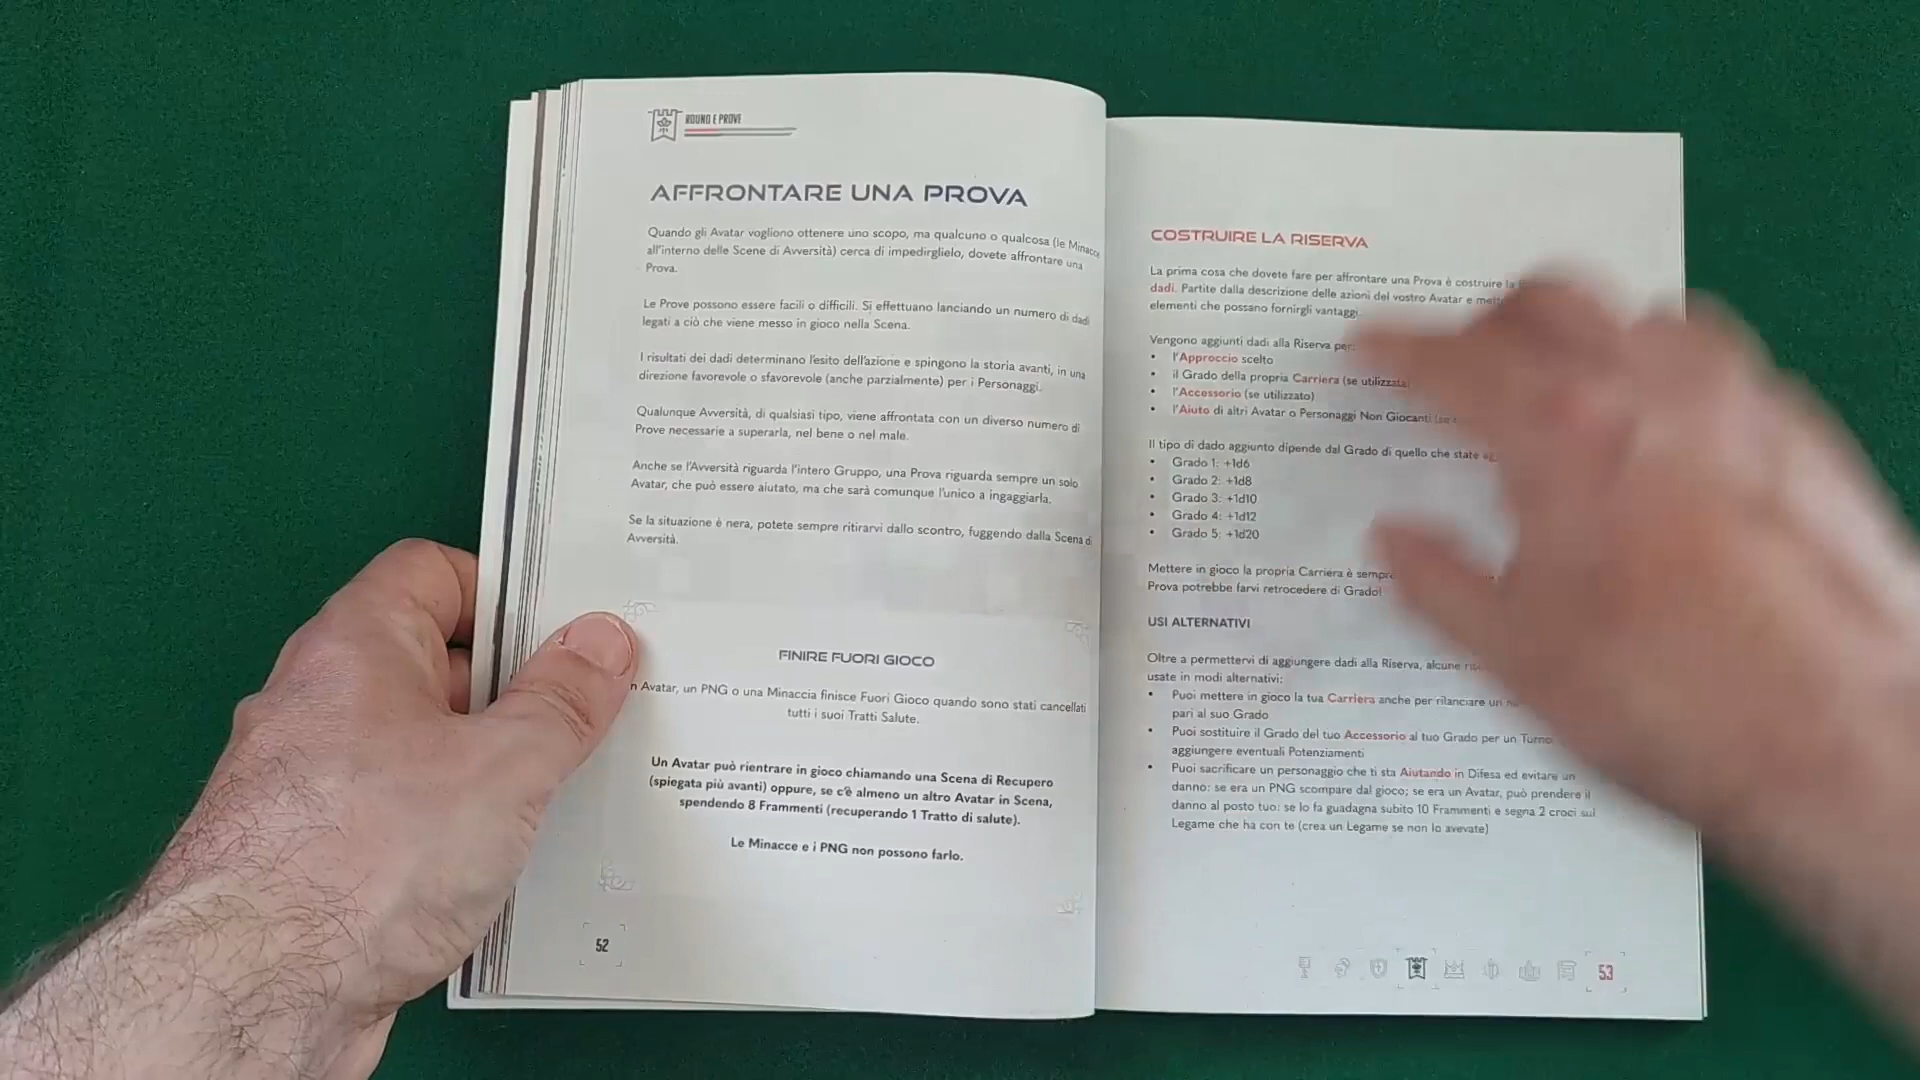 ROUND E PROVE
AFFRONTARE UNA PROVA
Quando gli Avatar vogliono ottenere uno scopo, ma qualcuno o qualcosa (le Minacce
all'interno delle Scene di Avversità) cerca di impedirglielo, dovete affrontare una
Prova.
Le Prove possono essere facili o difficili. Si effettuano lanciando un numero di dadi
legati a ciò che viene messo in gioco nella Scena.
I risultati dei dadi determinano l'esito dell'azione e spingono la storia avanti, in una
direzione favorevole o sfavorevole (anche parzialmente) per i Personaggi.
Qualunque Avversità, di qualsiasi tipo, viene affrontata con un diverso numero di
Prove necessarie a superarla, nel bene o nel male.
Anche se l'Avversità riguarda l'intero Gruppo, una Prova riguarda sempre un solo
Avatar, che può essere aiutato, ma che sarà comunque l'unico a ingaggiarla.
Se la situazione è nera, potete sempre ritirarvi dallo scontro, fuggendo dalla Scena di
Avversità.
FINIRE FUORI GIOCO
n Avatar, un PNG o una Minaccia finisce Fuori Gioco quando sono stati cancellati
tutti i suoi Tratti Salute.
Un Avatar può rientrare in gioco chiamando una Scena di Recupero
(spiegata più avanti) oppure, se c'è almeno un altro Avatar in Scena,
spendendo 8 Frammenti (recuperando 1 Tratto di salute).
Le Minacce e i PNG non possono farlo.
52
COSTRUIRE LA RISERVA
La prima cosa che dovete fare per affrontare una Prova è costruire la
dadi. Partite dalla descrizione delle azioni del vostro Avatar e
elementi che possano fornirgli vantaggi.
Vengono aggiunti dadi alla Riserva per:
• l'Approccio scelto
• il Grado della propria Carriera (se utilizzata)
• l'Accessorio (se utilizzato)
• l'Aiuto di altri Avatar o Personaggi Non Giocanti (se
Il tipo di dado aggiunto dipende dal Grado di quello che state
• Grado 1: +1d6
• Grado 2: +1d8
• Grado 3: +1d10
• Grado 4: +1d12
• Grado 5: +1d20
Mettere in gioco la propria Carriera è
Prova potrebbe farvi retrocedere di Grado!
USI ALTERNATIVI
Oltre a permettervi di aggiungere dadi alla Riserva, alcune
usate in modi alternativi:
• Puoi mettere in gioco la tua Carriera anche per rilanciare un
pari al suo Grado
• Puoi sostituire il Grado del tuo Accessorio al tuo Grado per un Turno
aggiungere eventuali Potenziamenti
• Puoi sacrificare un personaggio che ti sta Aiutando in Difesa ed evitare un
danno: se era un PNG scompare dal gioco; se era un Avatar, può prendere il
danno al posto tuo: se lo fa guadagna subito 10 Frammenti e segna 2 croci sul
Legame che ha con te (crea un Legame se non lo avevate)
53